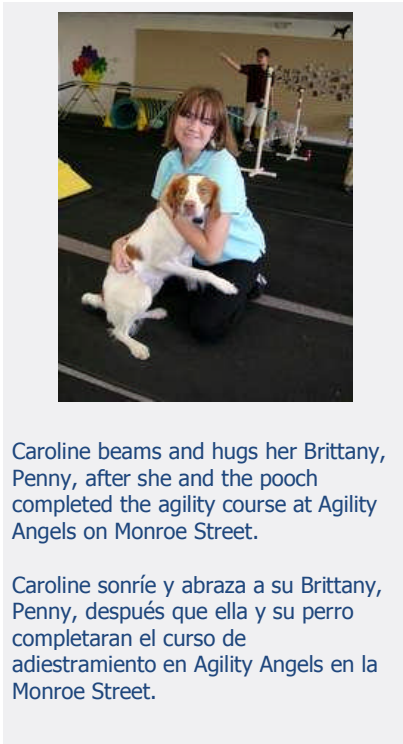 Caroline beams and hugs her Brittany,
Penny, after she and the pooch
completed the agility course at Agility
Angels on Monroe Street.
Caroline sonríe y abraza a su Brittany,
Penny, después que ella y su perro
completaran el curso de
adiestramiento en Agility Angels en la
Monroe Street.